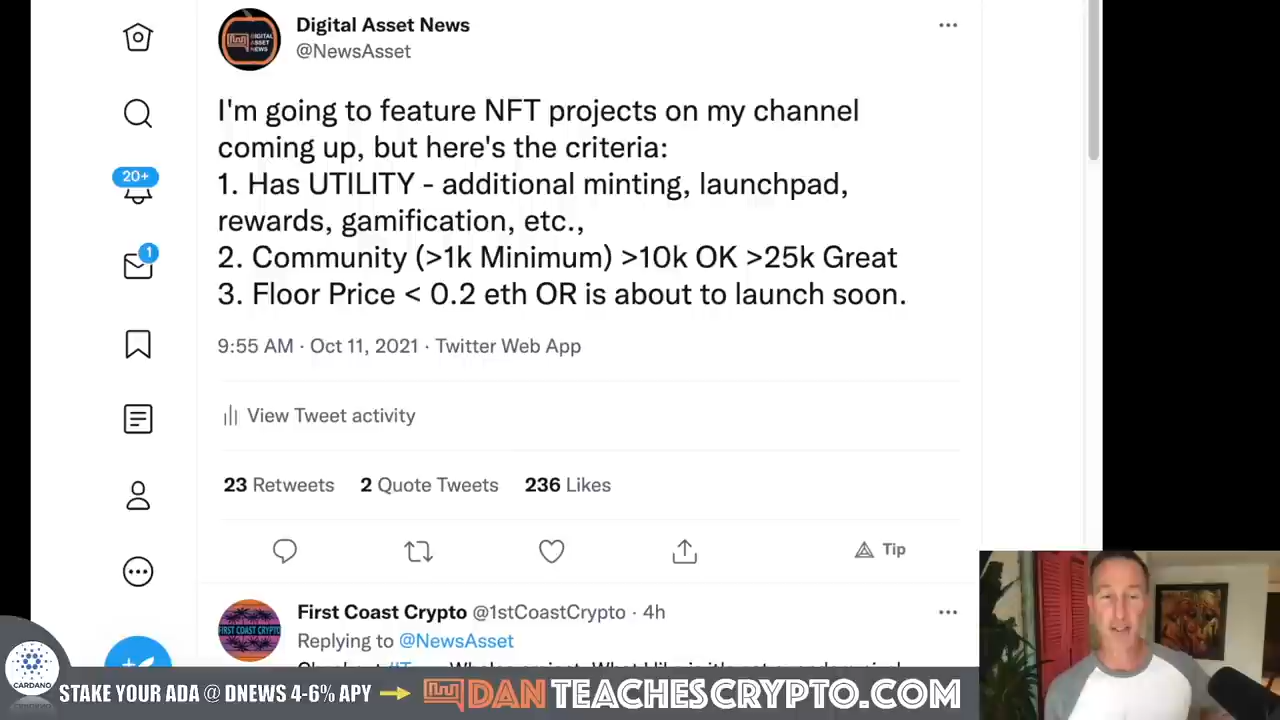 Digital Asset News
@NewsAsset
I'm going to feature NFT projects on my channel
coming up, but here's the criteria:
1. Has UTILITY - additional minting, launchpad,
rewards, gamification, etc.,
2. Community (>1k Minimum) >10k OK >25k Great
3. Floor Price < 0.2 eth OR is about to launch soon.
9:55 AM · Oct 11, 2021 · Twitter Web App
View Tweet activity
23 Retweets 2 Quote Tweets 236 Likes
Tip
20+
1
First Coast Crypto @1stCoastCrypto · 4h
FIRST COAST CRYPTO
Replying to @NewsAsset
CARDANO
STAKE YOUR ADA @ DNEWS 4-6% APY
DANTEACHESCRYPTO.COM